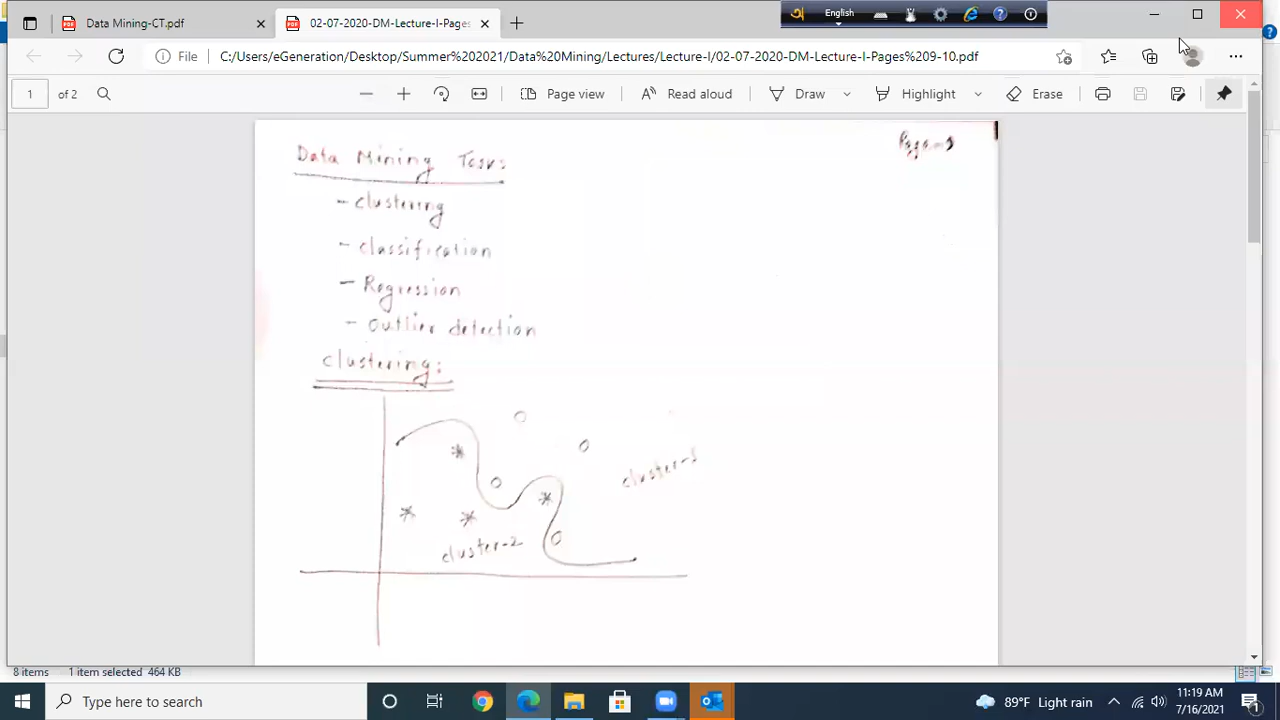 Data Mining-CT.pdf
02-07-2020-DM-Lecture-I-Pages
English
File
C:/Users/eGeneration/Desktop/Summer%202021/Data%20Mining/Lectures/Lecture-I/02-07-2020-DM-Lecture-I-Pages%209-10.pdf
1 of 2
Page view
Read aloud
Draw
Highlight
Erase
Data Mining Task:
- Clustering
- Classification
- Regression
- Outlier detection
Clustering:
cluster-1
cluster-2
8 items 1 item selected 464 KB
Type here to search
89°F Light rain
11:19 AM
7/16/2021
1